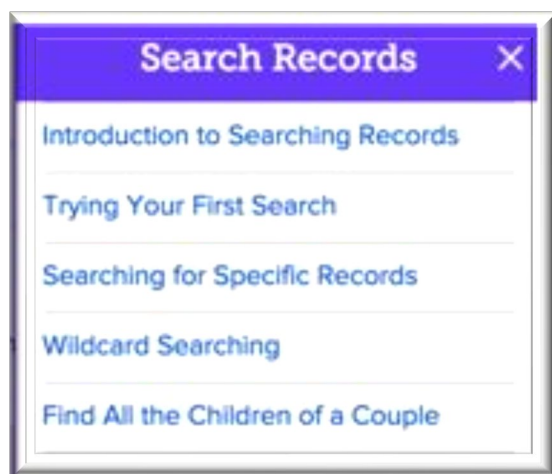 Search Records
Introduction to Searching Records
Trying Your First Search
Searching for Specific Records
Wildcard Searching
Find All the Children of a Couple